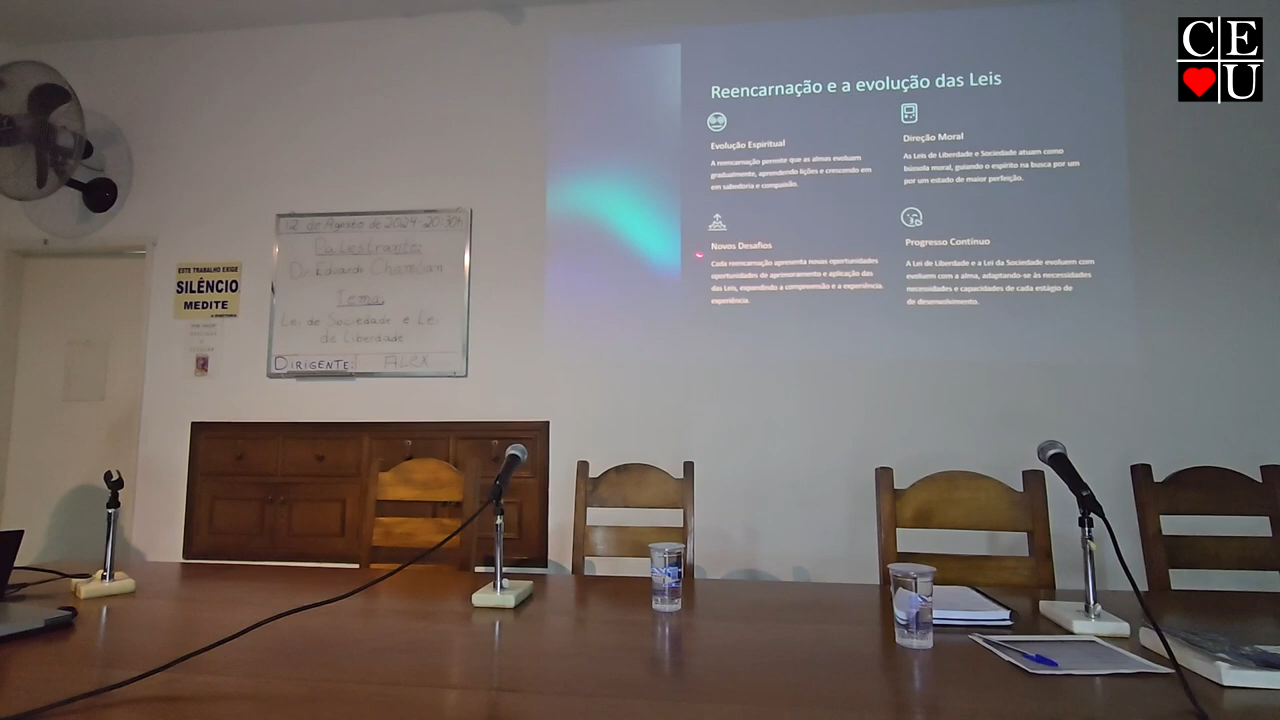 C E
U
Reencarnação e a evolução das Leis
Evolução Espiritual
A reencarnação permite que as almas evoluam
gradualmente, aprendendo lições e crescendo em
em sabedoria e compaixão.
Direção Moral
As Leis de Liberdade e Sociedade atuam como
bússola moral, guiando o espírito na busca por um
por um estado de maior perfeição.
Novos Desafios
Cada reencarnação apresenta novas oportunidades
oportunidades de aprimoramento e aplicação das
das Leis, expandindo a compreensão e a experiência.
experiência.
Progresso Contínuo
A Lei de Liberdade e a Lei da Sociedade evoluem com
evoluem com a alma, adaptando-se às necessidades
necessidades e capacidades de cada estágio de
de desenvolvimento.
12 de Agosto de 2024-20:30h
Palestrante:
Dr. Eduardo
Tema
Lei de Sociedade e Lei
de Liberdade
DIRIGENTE: ALEX
ESTE TRABALHO EXIGE
SILÊNCIO
MEDITE